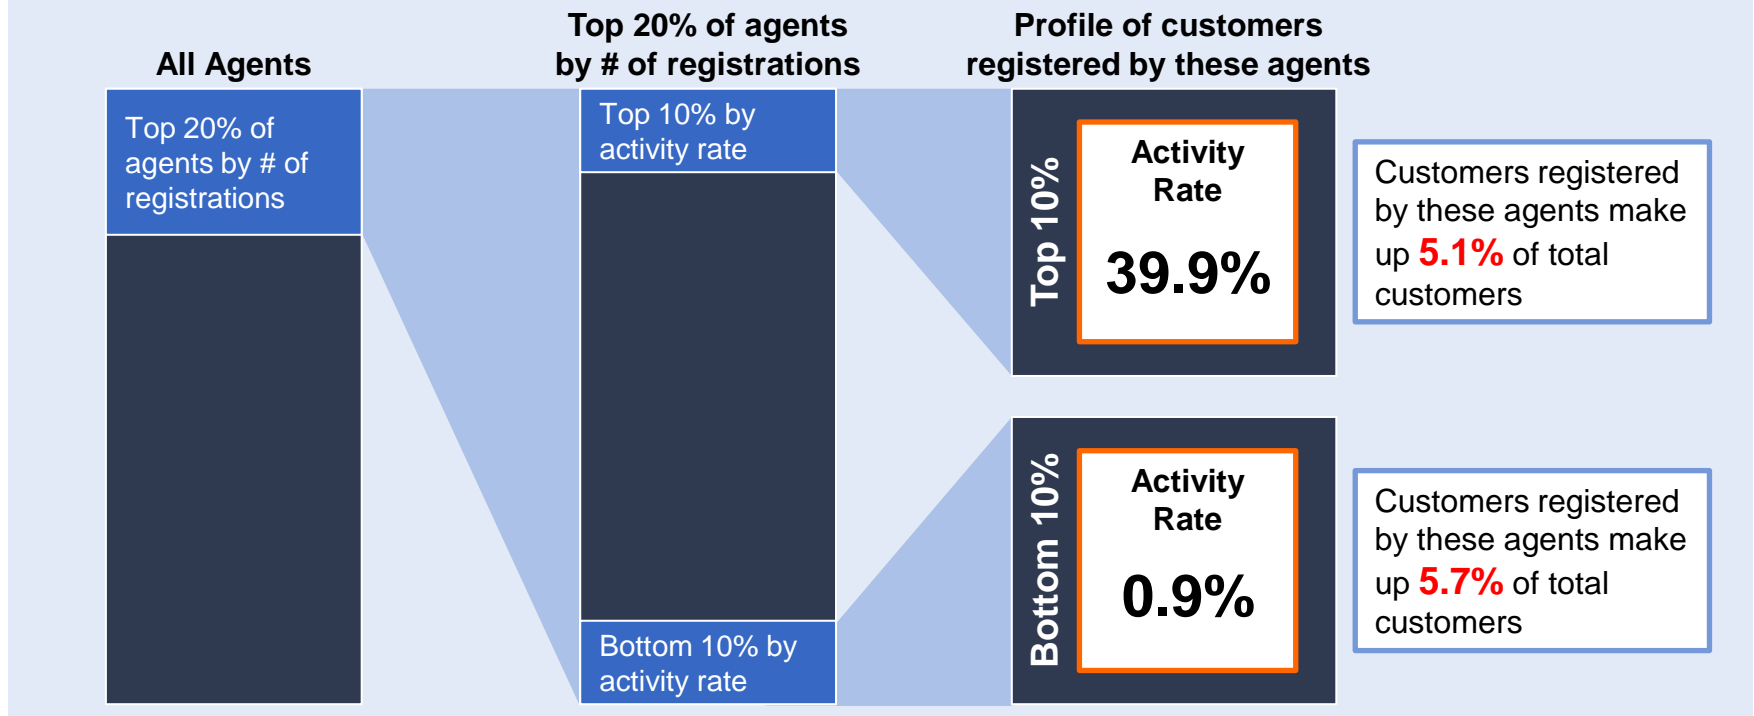 All Agents
Top 20% of agents
by # of registrations
Profile of customers
registered by these agents
Top 20% of
agents by # of
registrations
Top 10% by
activity rate
Bottom 10% by
activity rate
Top 10%
Activity
Rate
39.9%
Customers registered
by these agents make
up 5.1% of total
customers
Bottom 10%
Activity
Rate
0.9%
Customers registered
by these agents make
up 5.7% of total
customers